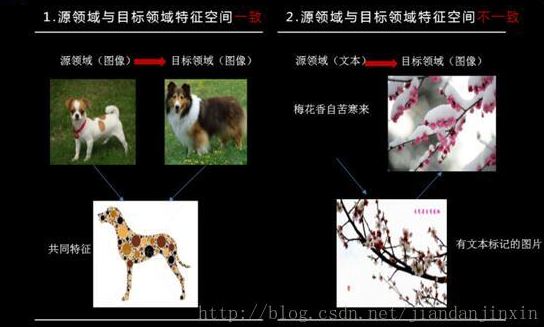 1.源领域与目标领域特征空间一致
源领域（图像）
目标领域（图像）
共同特征
2.源领域与目标领域特征空间不一致
源领域（文本）
目标领域（图像）
梅花香自苦寒来
有文本标记的图片
http://blog.csdn.net/jiandanjinxin